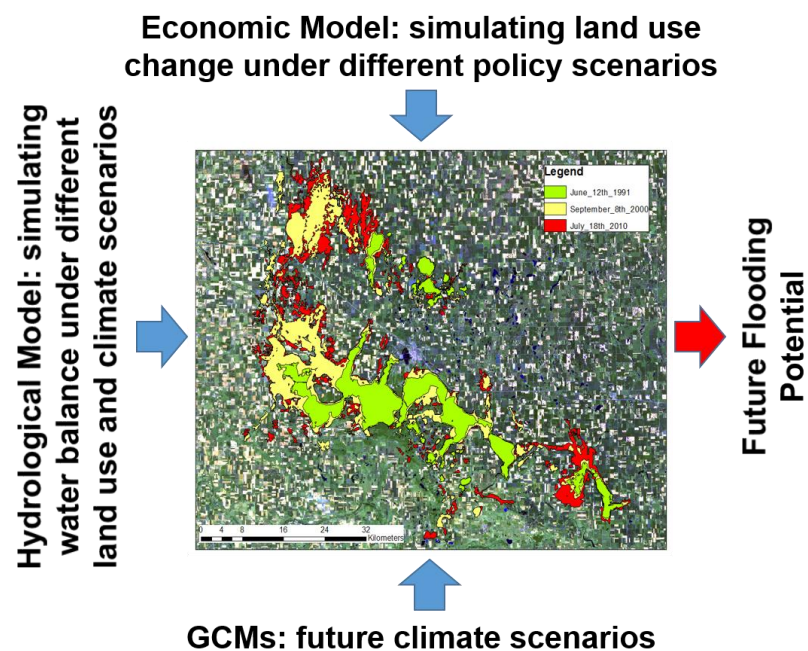 Economic Model: simulating land use
change under different policy scenarios
Hydrological Model: simulating
water balance under different
land use and climate scenarios
Legend
June_12th_1991
September_8th_2000
July_18th_2010
0 4 8 16 24 32
Kilometers
Future Flooding
Potential
GCMs: future climate scenarios